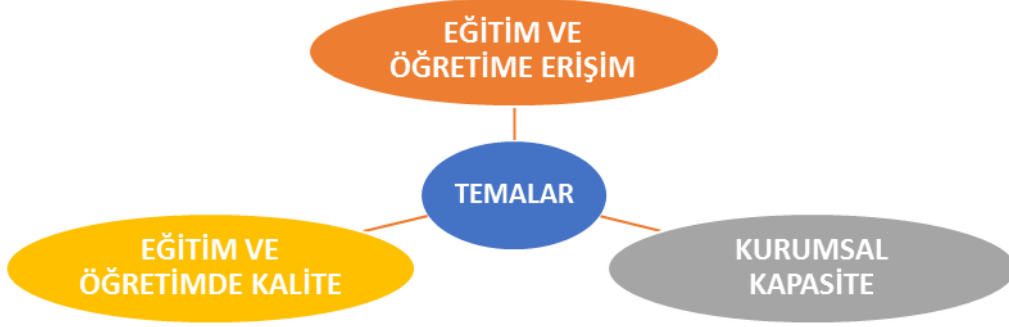 EĞİTİM VE
ÖĞRETİME ERİŞİM
TEMALAR
EĞİTİM VE
ÖĞRETİMDE KALİTE
KURUMSAL
KAPASİTE